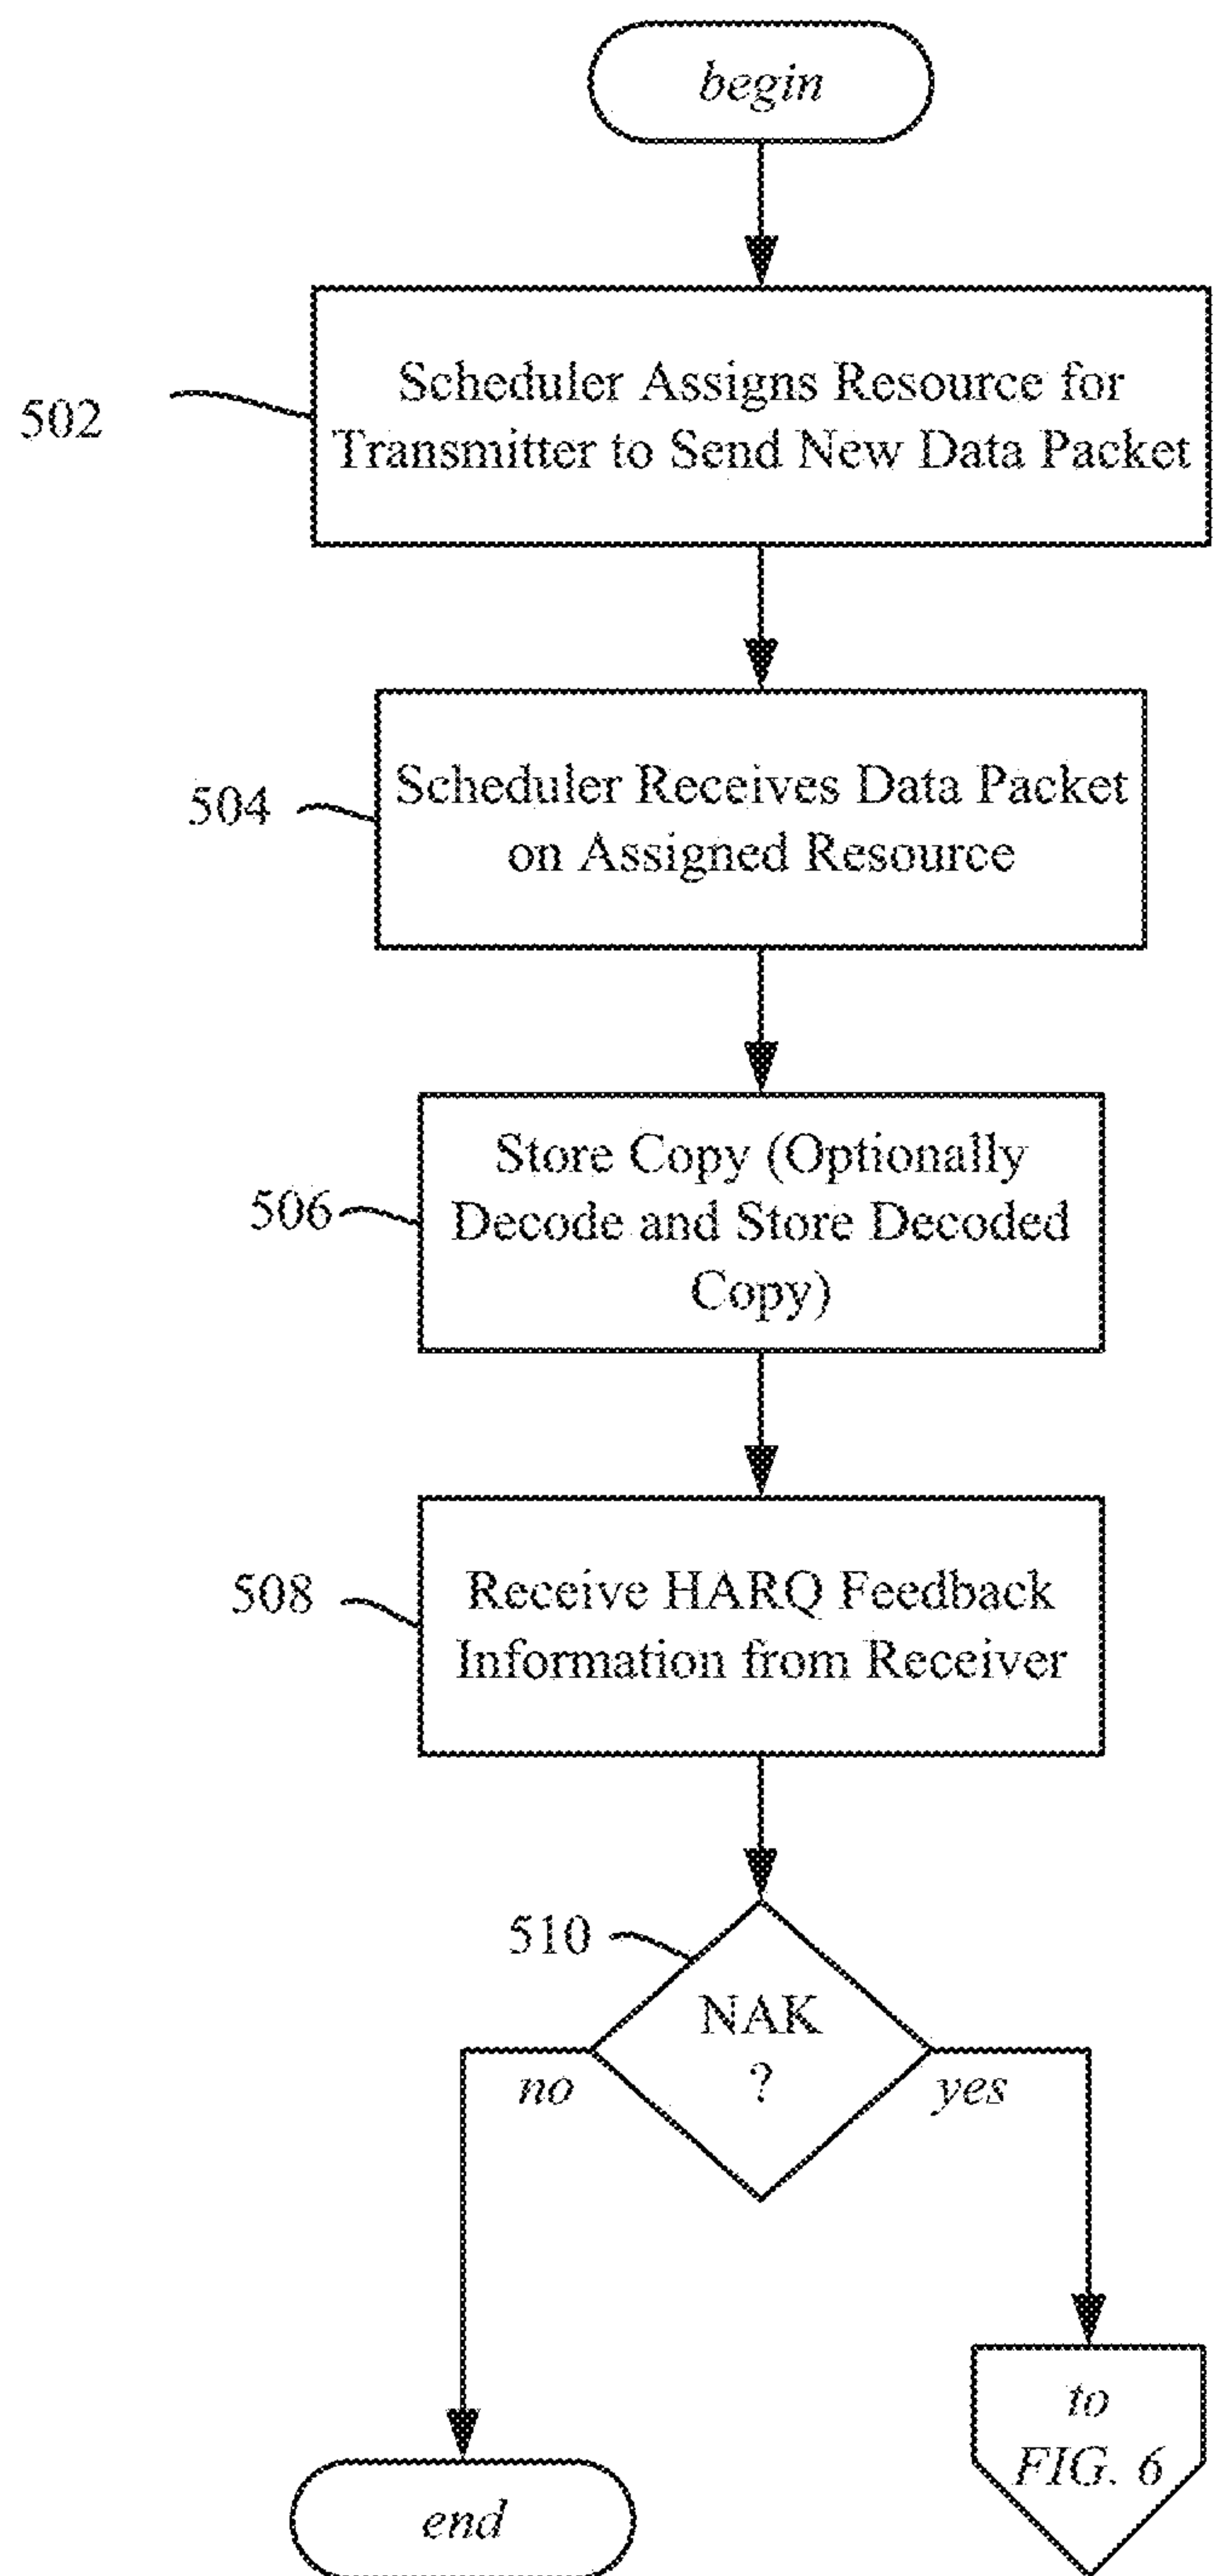 begin
502
Scheduler Assigns Resource for
Transmitter to Send New Data Packet
504
Scheduler Receives Data Packet
on Assigned Resource
506
Store Copy (Optionally
Decode and Store Decoded
Copy)
508
Receive HARQ Feedback
Information from Receiver
510
NAK
?
no
yes
to
FIG. 6
end